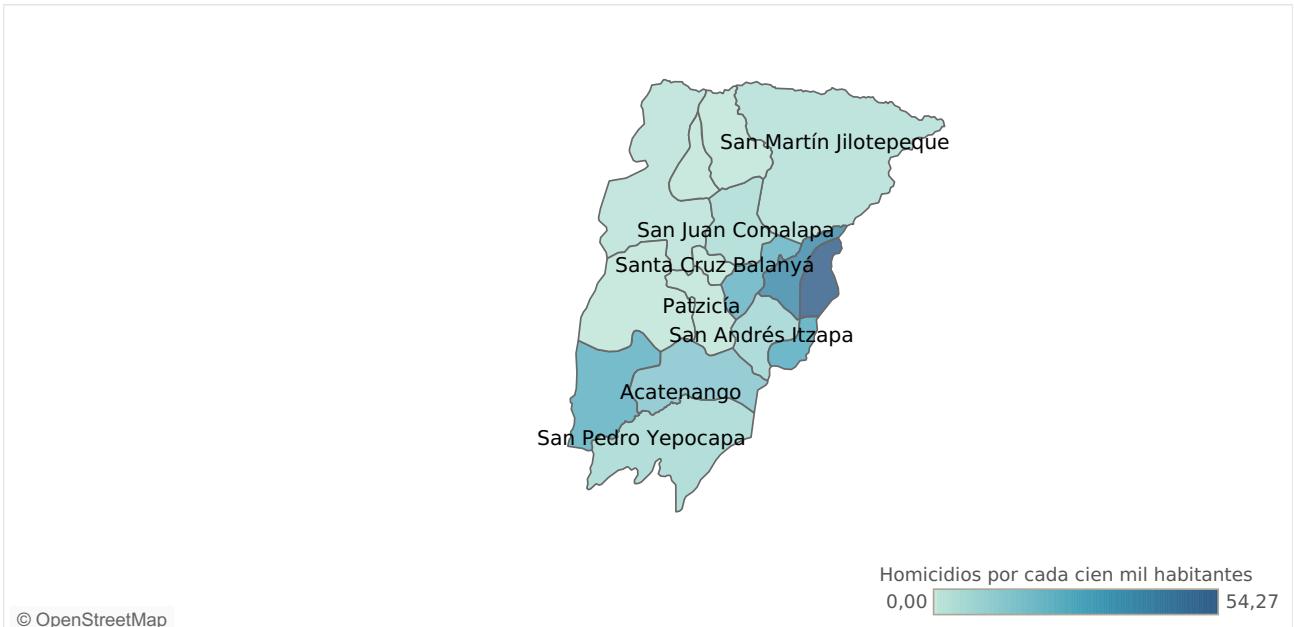 San Martín Jilotepeque
San Juan Comalapa
Santa Cruz Balanyá
Patzicía
San Andrés Itzapa
Acatenango
San Pedro Yepocapa
Homicidios por cada cien mil habitantes
0,00 54,27
© OpenStreetMap